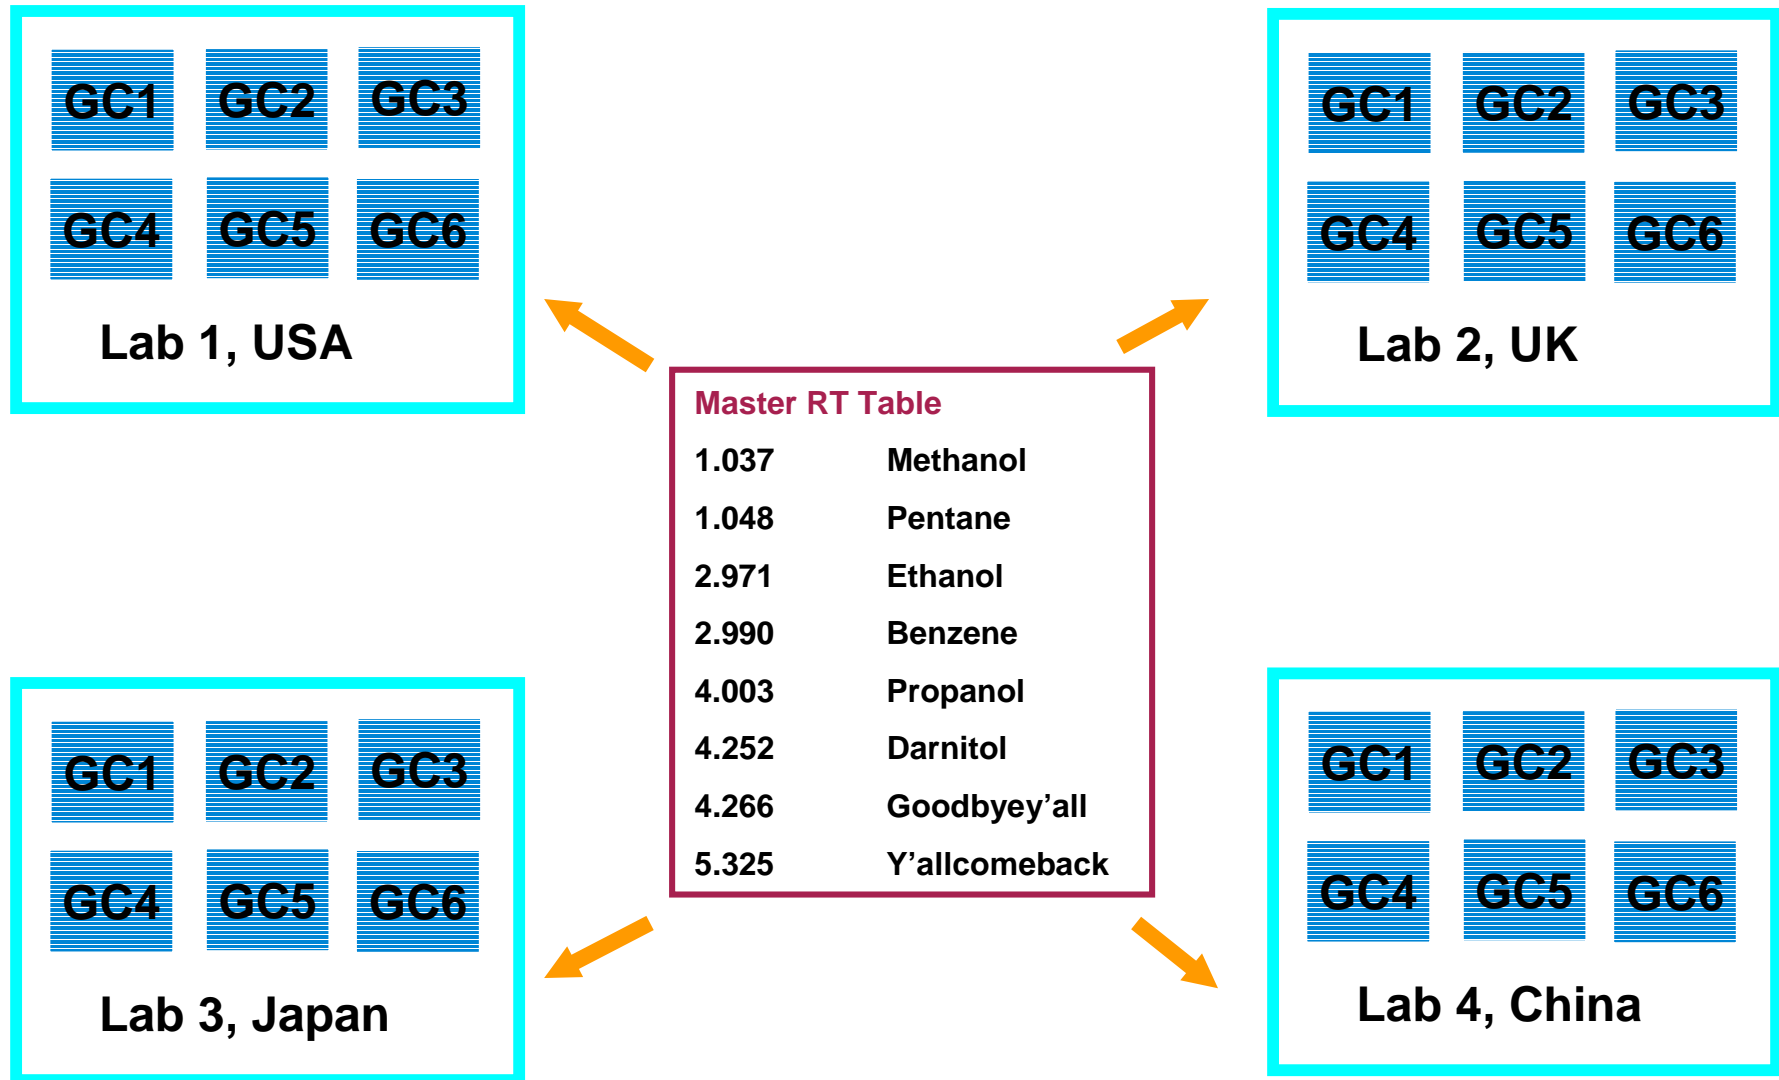 GC1 GC2 GC3
GC4 GC5 GC6
Lab 1, USA
GC1 GC2 GC3
GC4 GC5 GC6
Lab 2, UK
Master RT Table
1.037 Methanol
1.048 Pentane
2.971 Ethanol
2.990 Benzene
4.003 Propanol
4.252 Darnitol
4.266 Goodbyey’all
5.325 Y’allcomeback
GC1 GC2 GC3
GC4 GC5 GC6
Lab 3, Japan
GC1 GC2 GC3
GC4 GC5 GC6
Lab 4, China